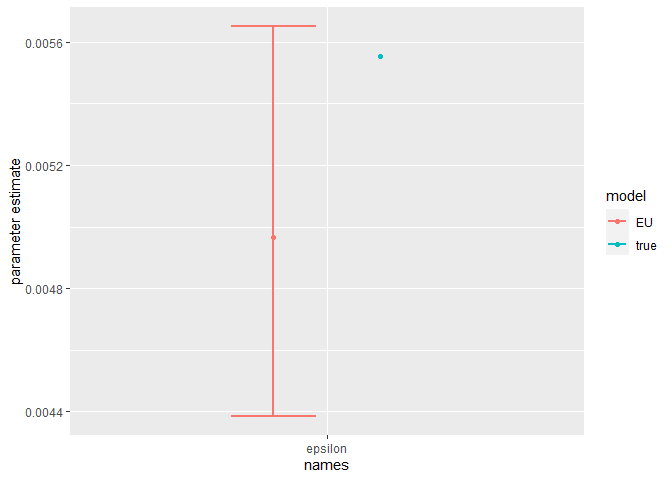 0.0056
0.0052
0.0048
0.0044
parameter estimate
epsilon
names
model
EU
true